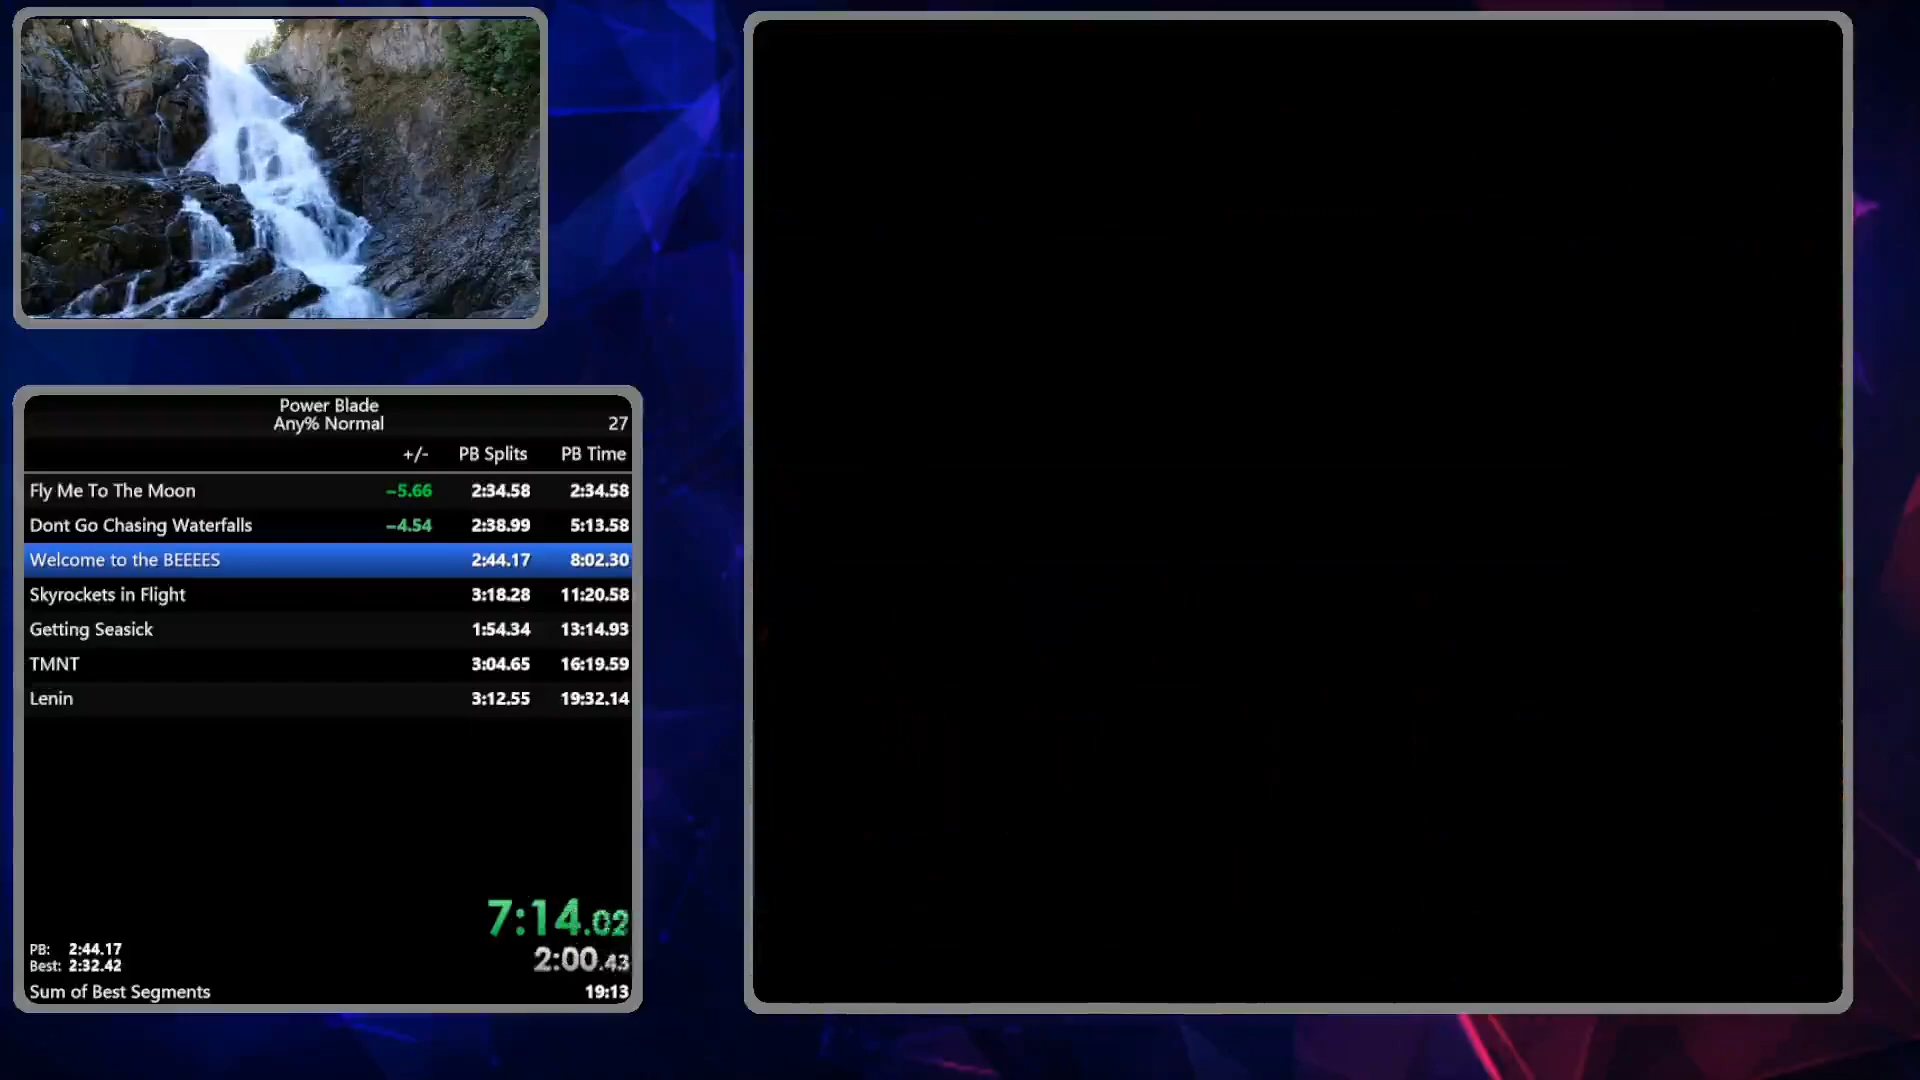 Power Blade
Any% Normal 27
+/- PB Splits PB Time
Fly Me To The Moon −5.66 2:34.58 2:34.58
Dont Go Chasing Waterfalls −4.54 2:38.99 5:13.58
Welcome to the BEEEES 2:44.17 8:02.30
Skyrockets in Flight 3:18.28 11:20.58
Getting Seasick 1:54.34 13:14.93
TMNT 3:04.65 16:19.59
Lenin 3:12.55 19:32.14
7:14.02
PB: 2:44.17
Best: 2:32.42
2:00.43
Sum of Best Segments 19:13